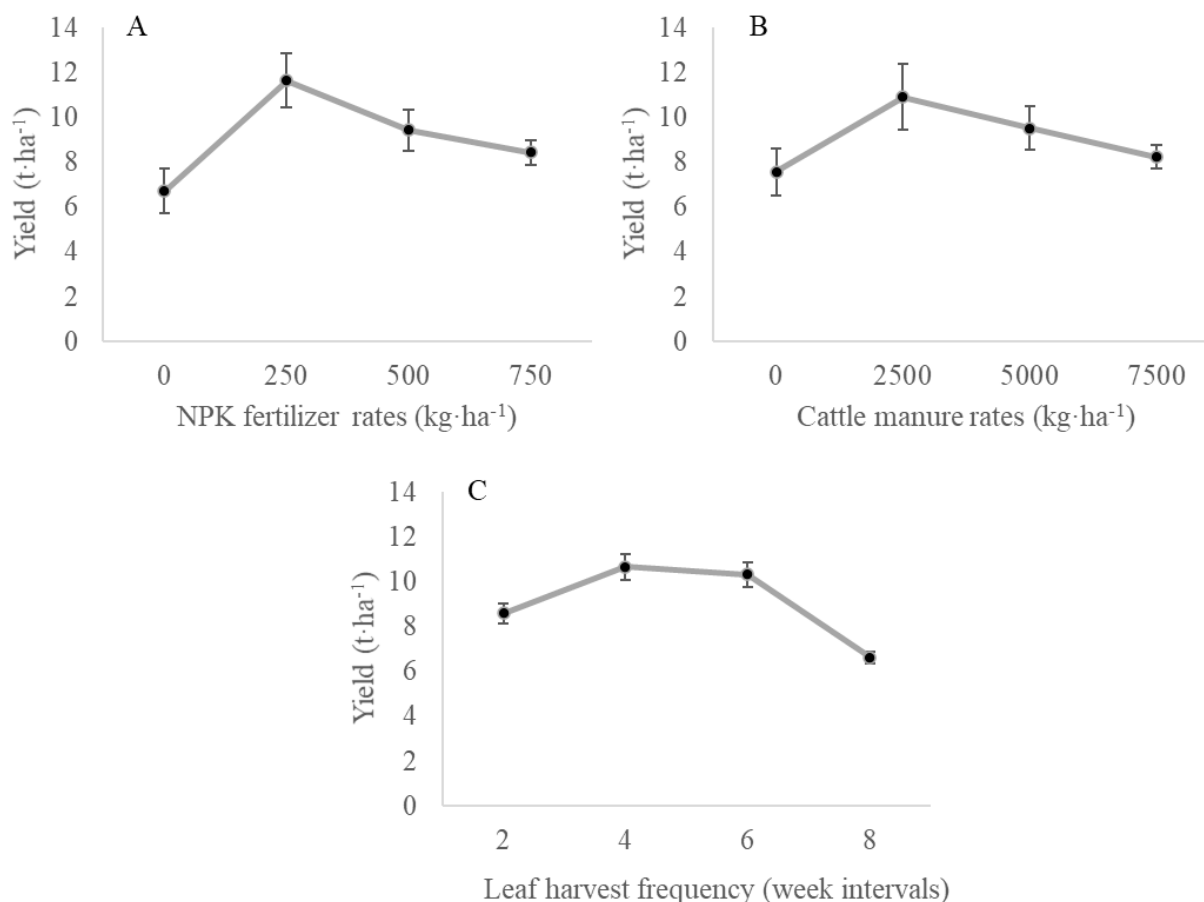 A
14
12
10
8
6
4
2
0
Yield (t·ha⁻¹)
0 250 500 750
NPK fertilizer rates (kg·ha⁻¹)
B
14
12
10
8
6
4
2
0
Yield (t·ha⁻¹)
0 2500 5000 7500
Cattle manure rates (kg·ha⁻¹)
C
14
12
10
8
6
4
2
0
Yield (t·ha⁻¹)
2 4 6 8
Leaf harvest frequency (week intervals)